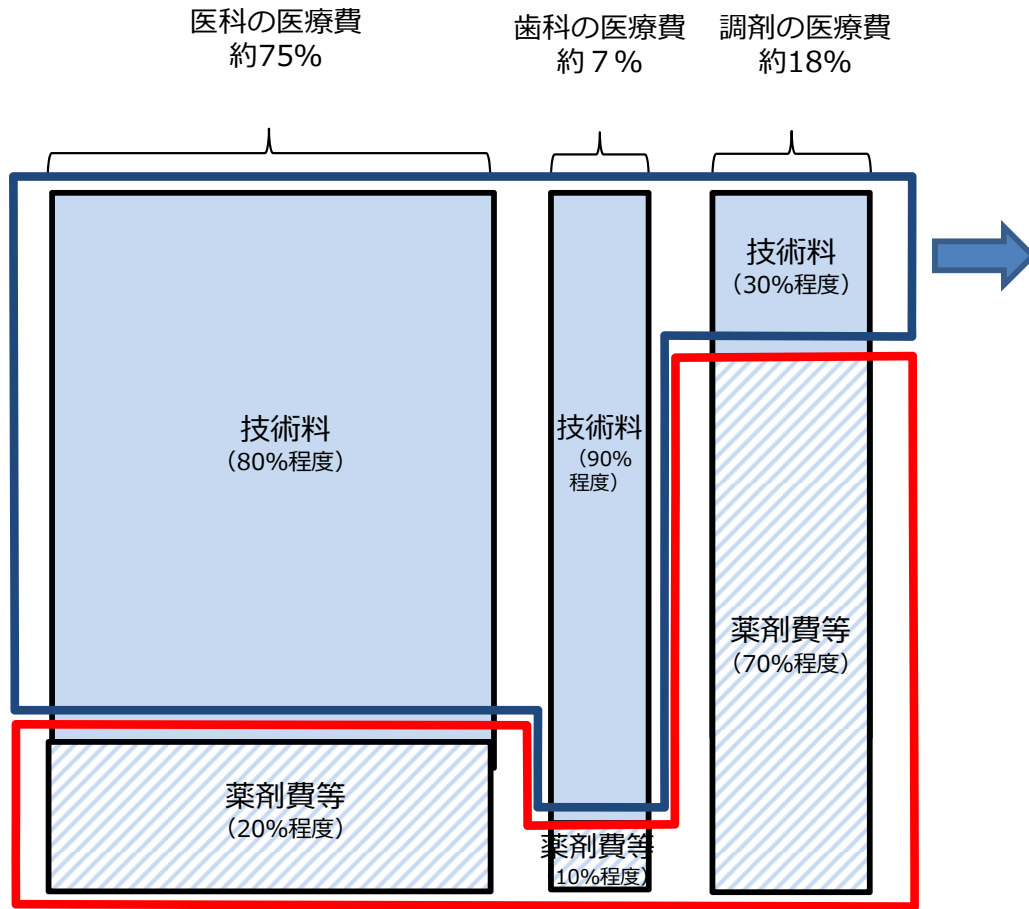 医科の医療費
約75%
歯科の医療費
約７%
調剤の医療費
約18%
技術料
（80%程度）
技術料
（90%
程度）
技術料
（30%程度）
薬剤費等
（20%程度）
薬剤費等
10%程度）
薬剤費等
（70%程度）